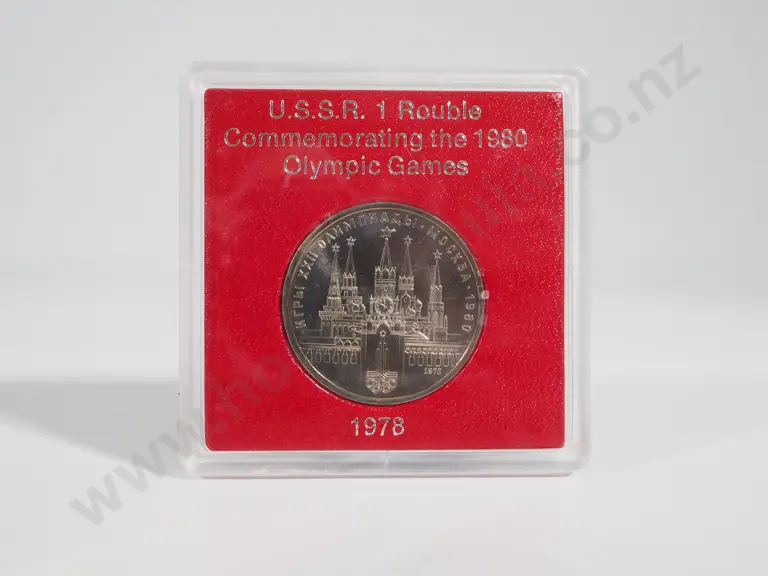 U.S.S.R. 1 Rouble
Commemorating the 1980
Olympic Games
ИГРЫ XXII ОЛИМПИАДЫ • МОСКВА • 1980
1978
1978